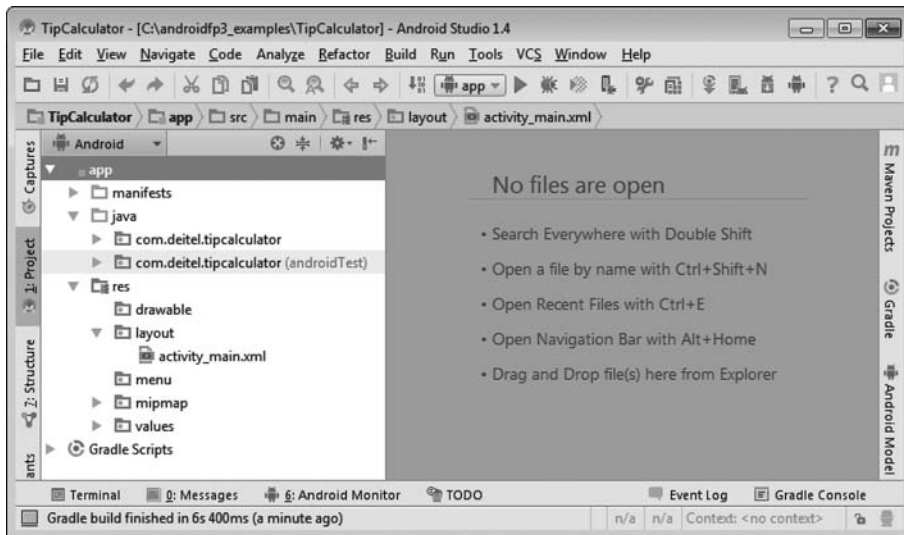 TipCalculator - [C:\androidfp3_examples\TipCalculator] - Android Studio 1.4
File Edit View Navigate Code Analyze Refactor Build Run Tools VCS Window Help
app
TipCalculator app src main res layout activity_main.xml
Captures
1: Project
7: Structure
ants
Android
app
manifests
java
com.deitel.tipcalculator
com.deitel.tipcalculator (androidTest)
res
drawable
layout
activity_main.xml
menu
mipmap
values
Gradle Scripts
No files are open
• Search Everywhere with Double Shift
• Open a file by name with Ctrl+Shift+N
• Open Recent Files with Ctrl+E
• Open Navigation Bar with Alt+Home
• Drag and Drop file(s) here from Explorer
m Maven Projects
Gradle
Android Model
Terminal 0: Messages 6: Android Monitor TODO Event Log Gradle Console
Gradle build finished in 6s 400ms (a minute ago) n/a n/a Context: <no context>